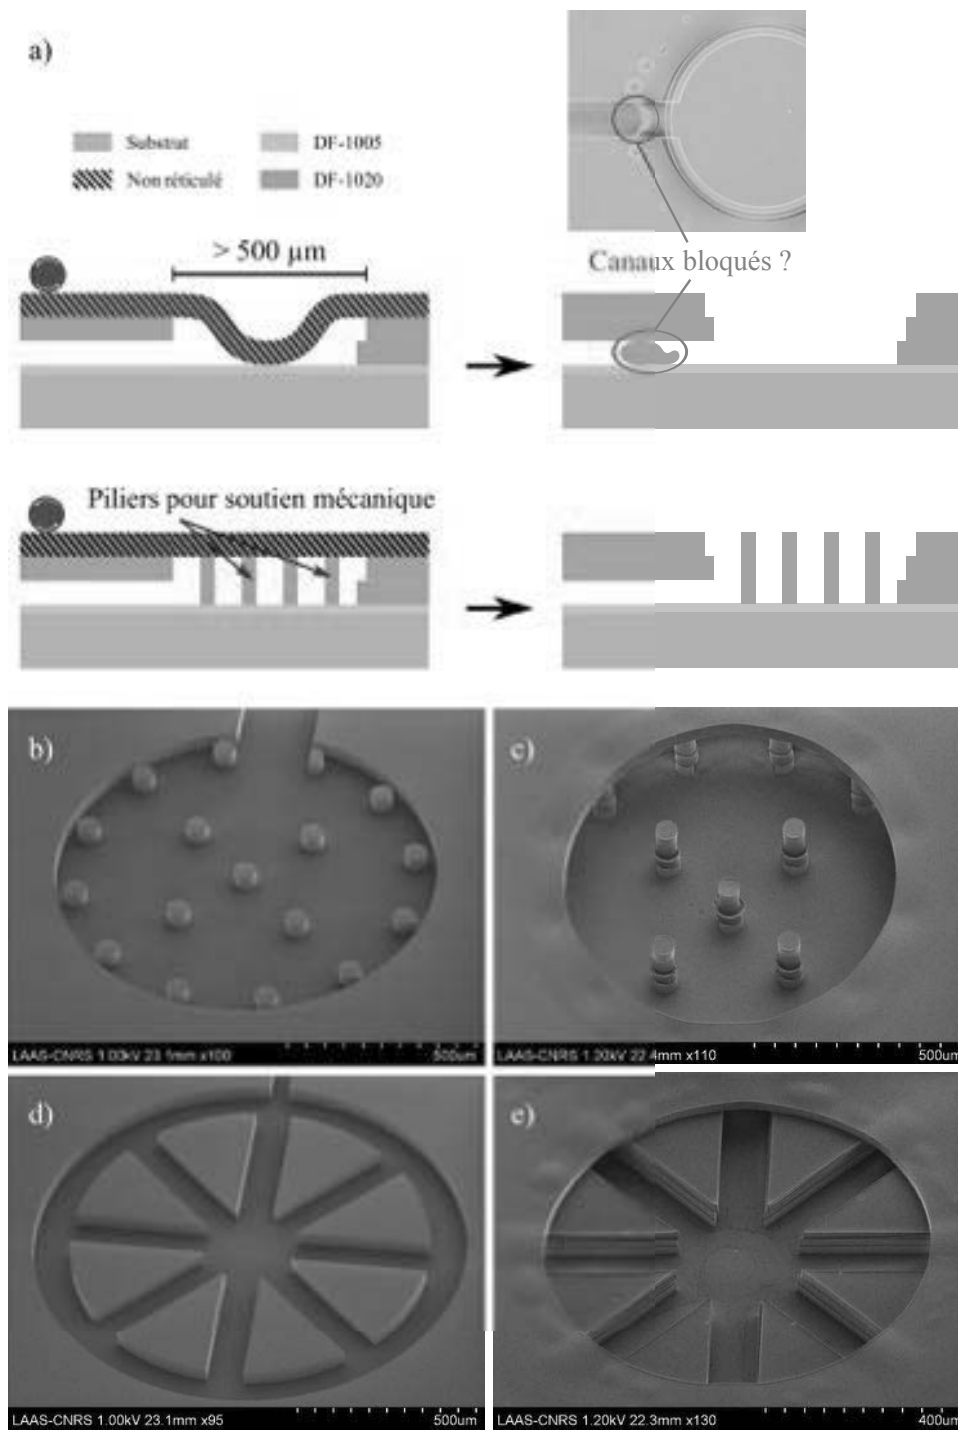 a)
Substrat
DF-1005
Non réticulé
DF-1020
> 500 µm
Canaux bloqués ?
Piliers pour soutien mécanique
b)
c)
LAAS-CNRS 1.00kV 23.1mm x100
500um
LAAS-CNRS 1.20kV 22.4mm x110
500um
d)
e)
LAAS-CNRS 1.00kV 23.1mm x95
500um
LAAS-CNRS 1.20kV 22.3mm x130
400um